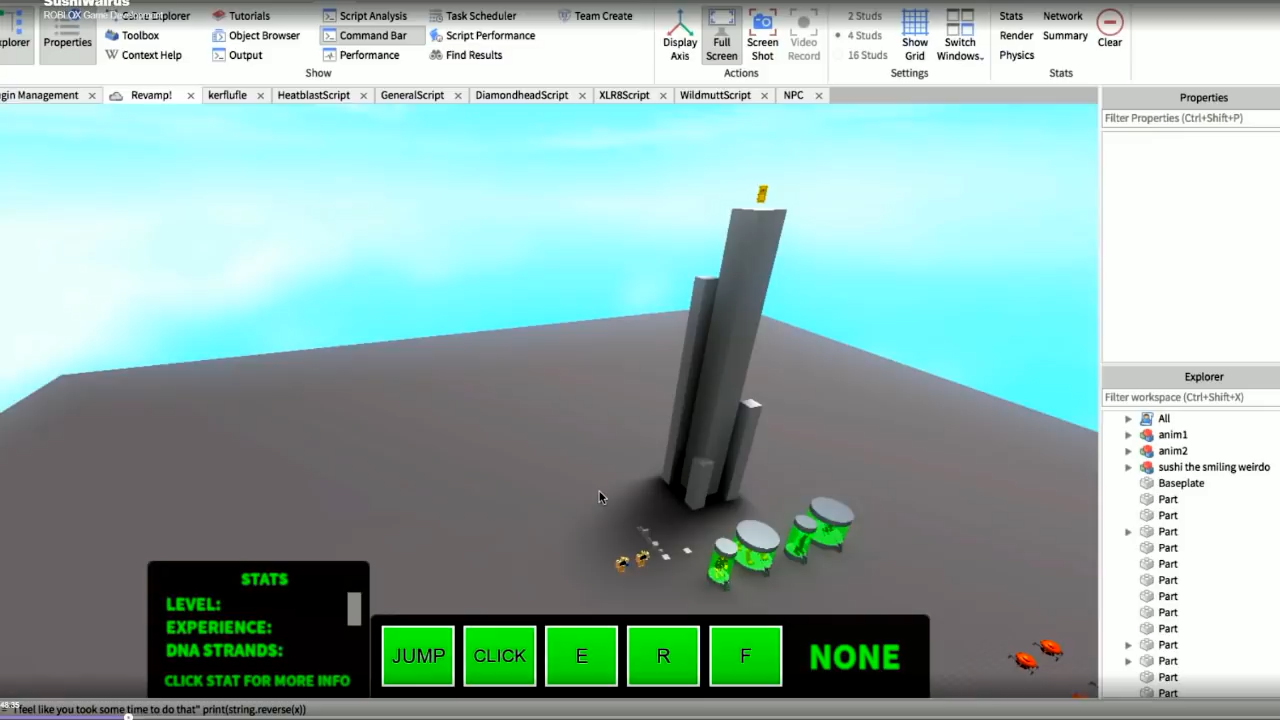 SushiWalrus
ROBLOX Game Development
Explorer Tutorials Script Analysis Task Scheduler Team Create
Toolbox Object Browser Command Bar Script Performance
Properties Context Help Output Performance Find Results
Show
Display Axis Full Screen Screen Shot Video Record
Actions
2 Studs
4 Studs
16 Studs
Show Grid Switch Windows..
Settings
Stats Network
Render Summary
Physics
Clear
Stats
gin Management Revamp! kerflufle HeatblastScript GeneralScript DiamondheadScript XLR8Script WildmuttScript NPC
Properties
Filter Properties (Ctrl+Shift+P)
Explorer
Filter workspace (Ctrl+Shift+X)
All
anim1
anim2
sushi the smiling weirdo
Baseplate
Part
Part
Part
Part
Part
Part
Part
Part
Part
Part
Part
Part
Part
STATS
LEVEL:
EXPERIENCE:
DNA STRANDS:
CLICK STAT FOR MORE INFO
JUMP CLICK E R F NONE
48:35
= "I feel like you took some time to do that" print(string.reverse(x))